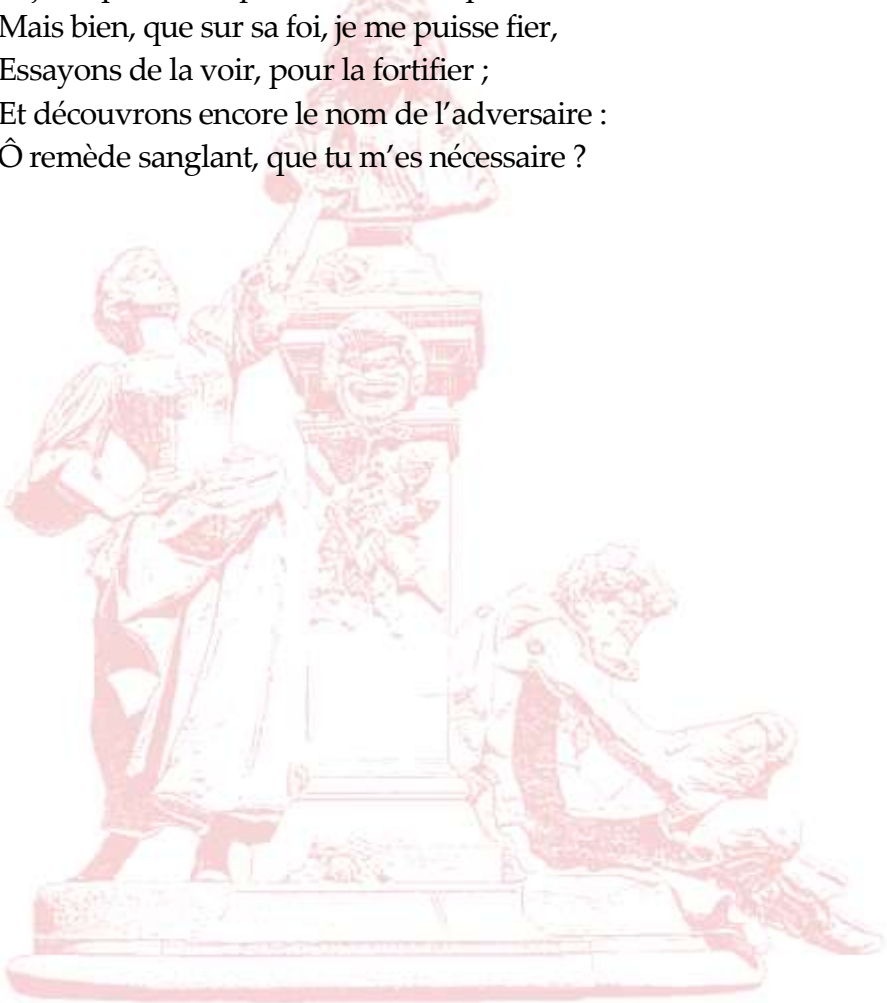 Mais bien, que sur sa foi, je me puisse fier,
Essayons de la voir, pour la fortifier ;
Et découvrons encore le nom de l’adversaire :
Ô remède sanglant, que tu m’es nécessaire ?